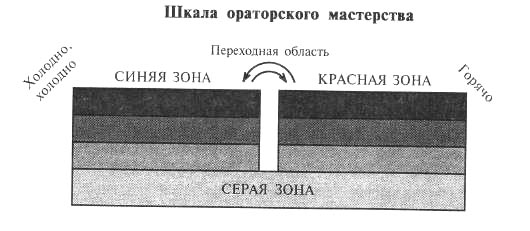 Шкала ораторского мастерства
Переходная область
Холодно,
холодно
СИНЯЯ ЗОНА
КРАСНАЯ ЗОНА
Горячо
СЕРАЯ ЗОНА